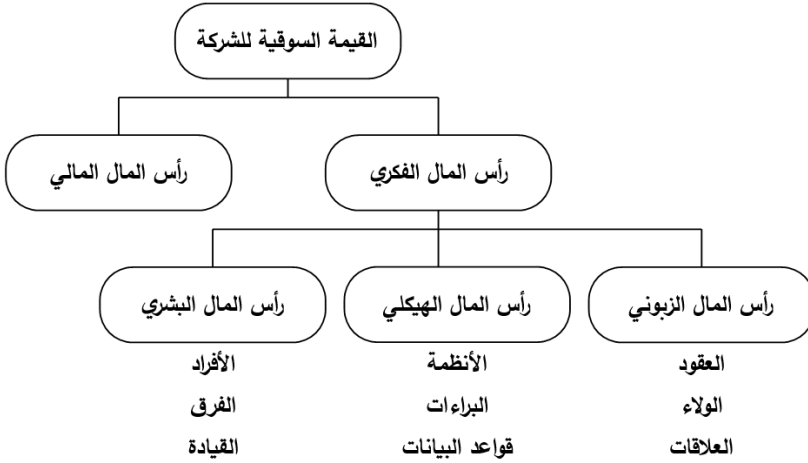 القيمة السوقية للشركة
رأس المال الفكري
رأس المال المالي
رأس المال الزبوني
رأس المال الهيكلي
رأس المال البشري
العقود
الأنظمة
الأفراد
الولاء
البراءات
الفرق
العلاقات
قواعد البيانات
القيادة